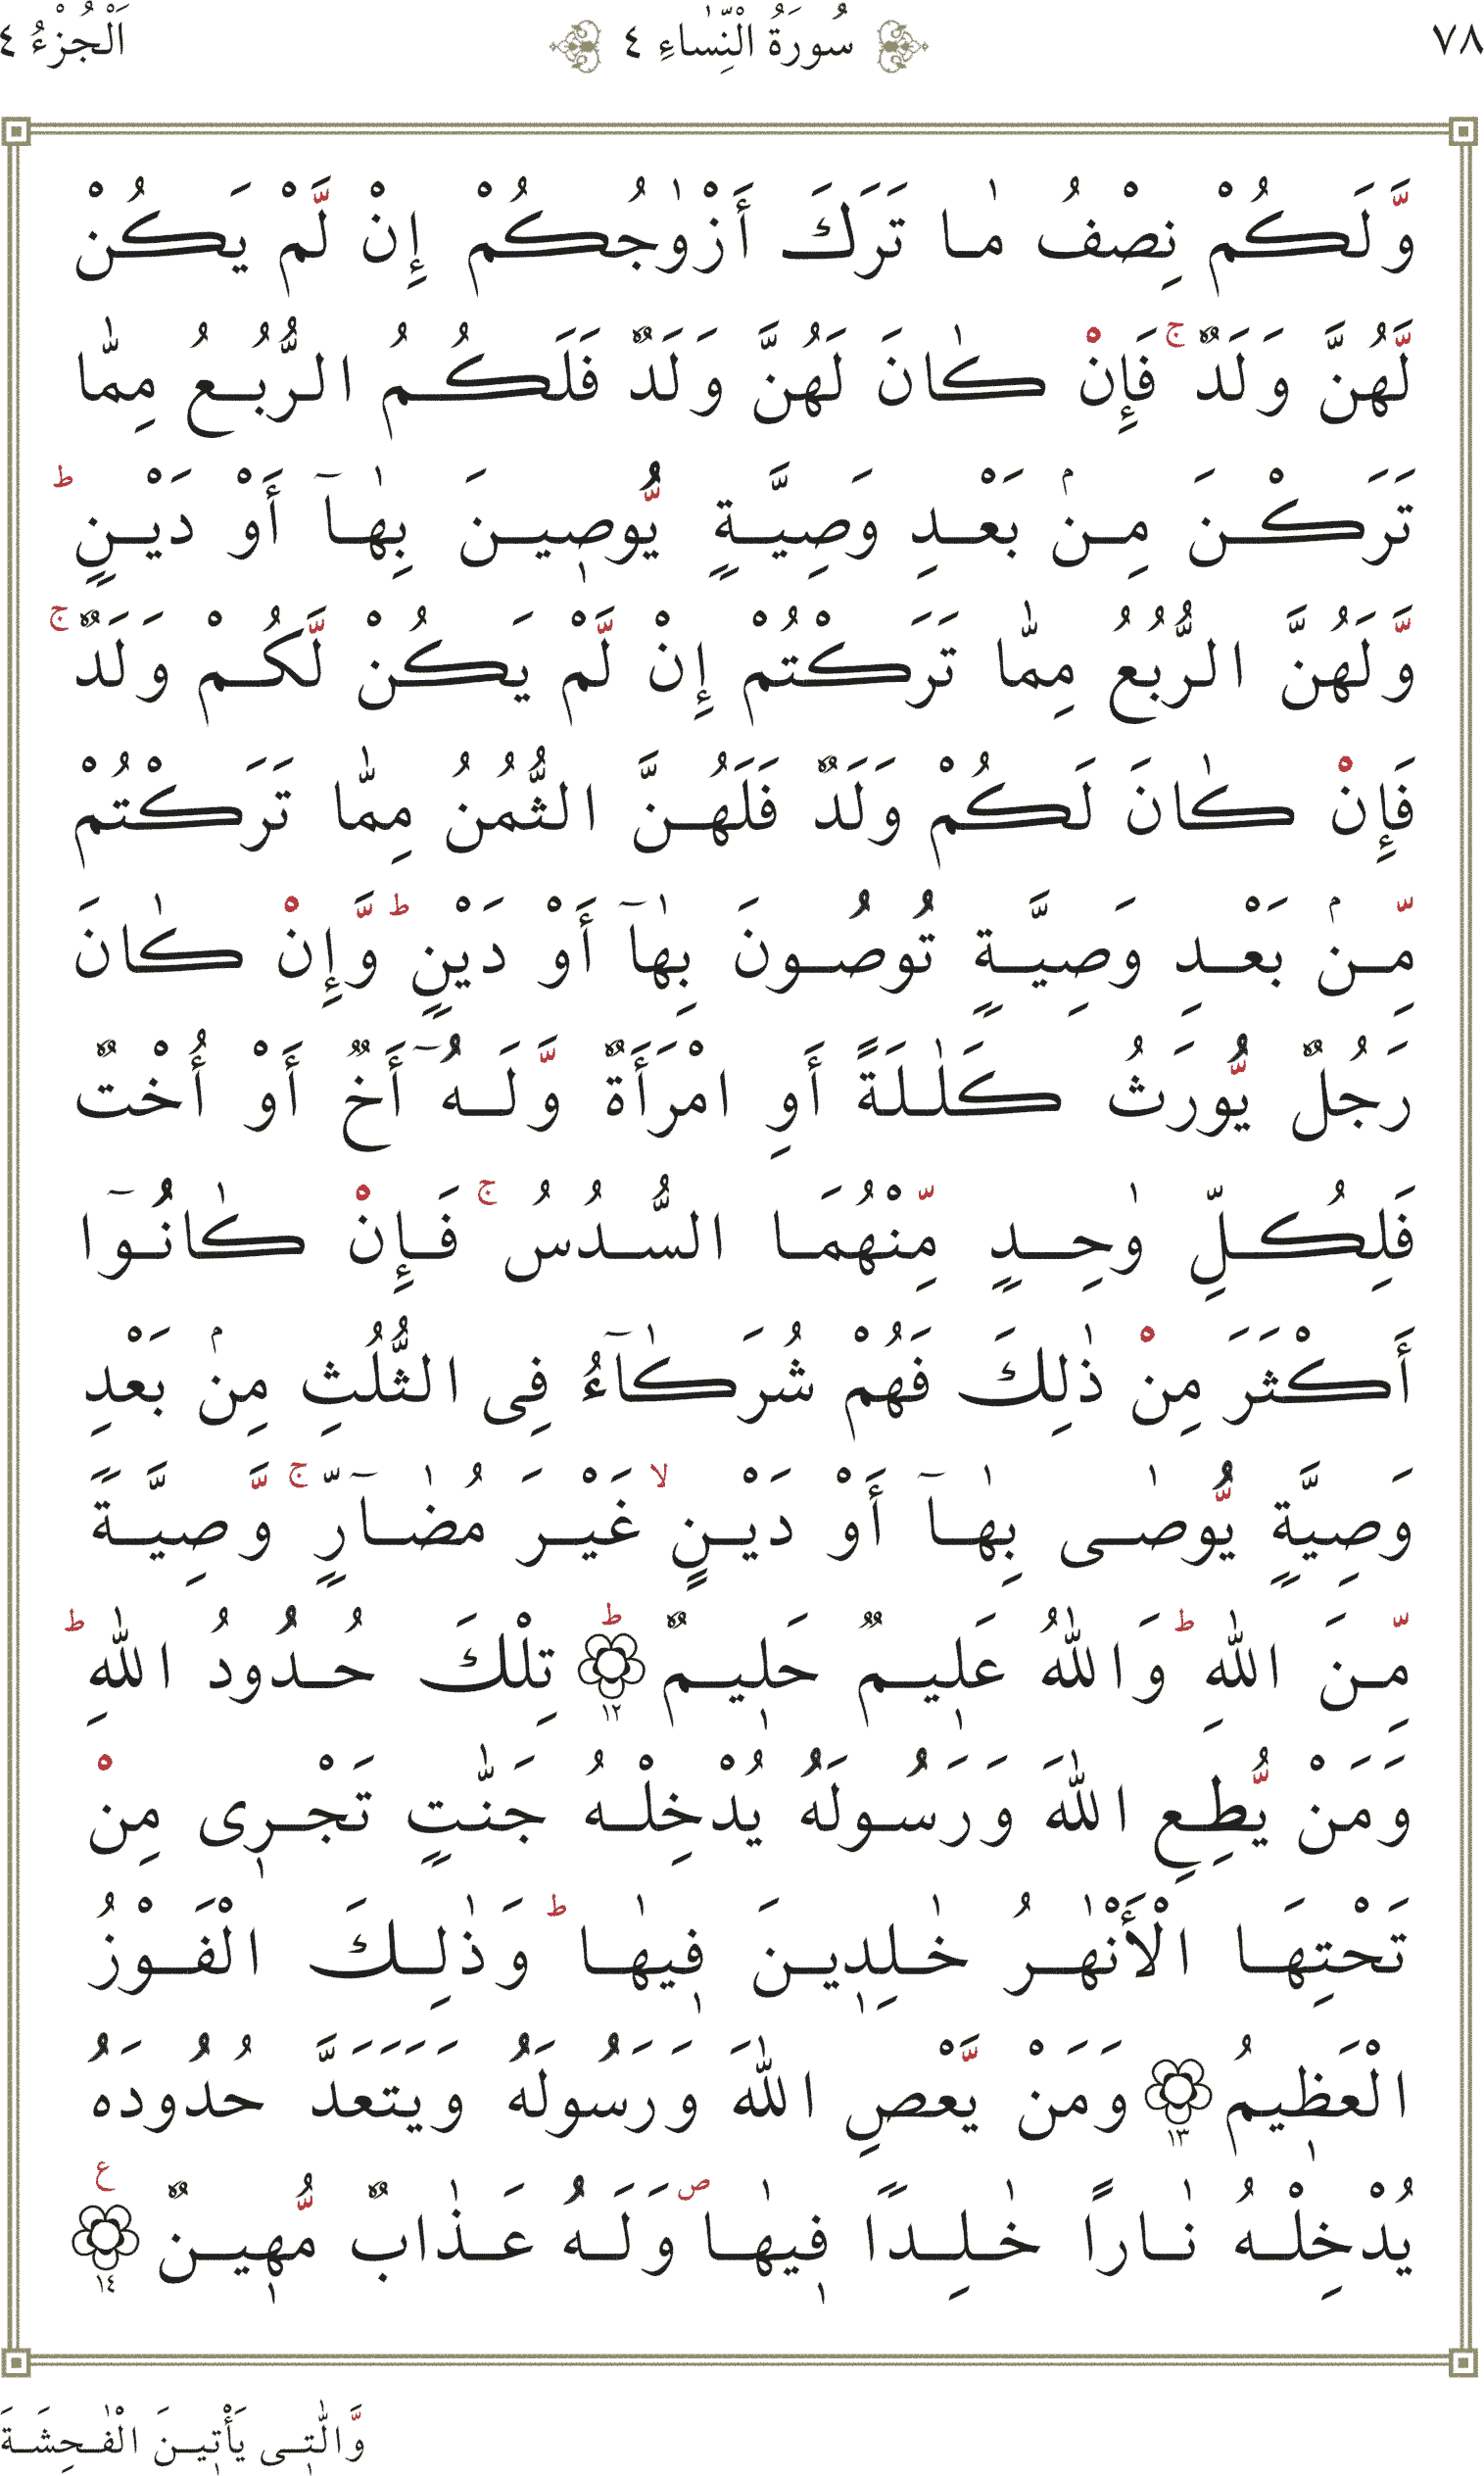 ٧٨ سُورَةُ الْنِّسَاءِ ٤ اَلْجُزْءُ ٤
وَّلَكُمْ نِصْفُ مٰا تَرَكَ أَزْوٰجُكُمْ إِنْ لَّمْ يَكُنْ
لَّهُنَّ وَلَدٌ ۚ فَإِنْ كٰانَ لَهُنَّ وَلَدٌ فَلَكُمُ الرُّبُعُ مِمّٰا
تَرَكْنَ مِنۢ بَعْدِ وَصِيَّةٍ يُّوصِينَ بِهٰآ أَوْ دَيْنٍ ؕ
وَّلَهُنَّ الرُّبُعُ مِمّٰا تَرَكْتُمْ إِنْ لَّمْ يَكُنْ لَّكُمْ وَلَدٌ ۚ
فَإِنْ كٰانَ لَكُمْ وَلَدٌ فَلَهُنَّ الثُّمُنُ مِمّٰا تَرَكْتُمْ
مِّنۢ بَعْدِ وَصِيَّةٍ تُوصُونَ بِهٰآ أَوْ دَيْنٍ ؕ وَّإِنْ كٰانَ
رَجُلٌ يُّورَثُ كَلٰلَةً أَوِ امْرَأَةٌ وَّلَهُٓ أَخٌ أَوْ أُخْتٌ
فَلِكُلِّ وٰحِدٍ مِّنْهُمَا السُّدُسُ ۚ فَإِنْ كٰانُوٓا
أَكْثَرَ مِنْ ذٰلِكَ فَهُمْ شُرَكٰآءُ فِى الثُّلُثِ مِنۢ بَعْدِ
وَصِيَّةٍ يُّوصٰى بِهٰآ أَوْ دَيْنٍ ۙ غَيْرَ مُضٰآرٍّ ۚ وَّصِيَّةً
مِّنَ اللّٰهِ ؕ وَاللّٰهُ عَلِيمٌ حَلِيمٌ ؕ ١٢ تِلْكَ حُدُودُ اللّٰهِ ؕ
وَمَنْ يُّطِعِ اللّٰهَ وَرَسُولَهُ يُدْخِلْهُ جَنّٰتٍ تَجْرِى مِنْ
تَحْتِهَا الْأَنْهٰرُ خٰلِدِينَ فِيهٰا ؕ وَذٰلِكَ الْفَوْزُ
الْعَظِيمُ ١٣ وَمَنْ يَّعْصِ اللّٰهَ وَرَسُولَهُ وَيَتَعَدَّ حُدُودَهُ
يُدْخِلْهُ نٰاراً خٰلِدًا فِيهٰا ص وَلَهُ عَذٰابٌ مُّهِينٌ ع ١٤
وَّالّٰتِى يَأْتِينَ الْفٰحِشَةَ